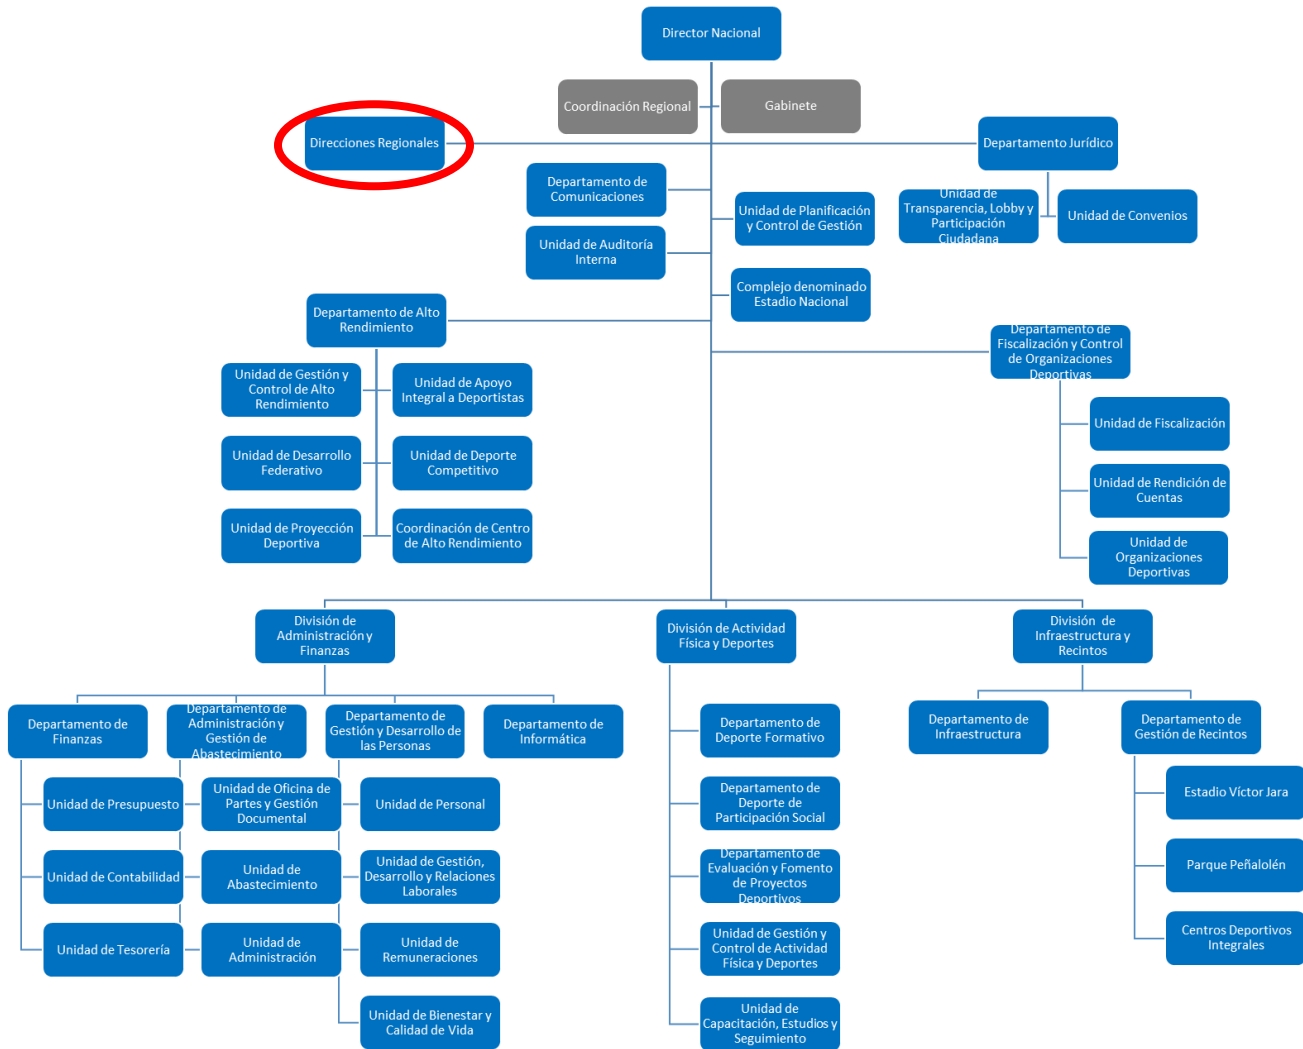 Director Nacional
Coordinación Regional
Gabinete
Direcciones Regionales
Departamento Jurídico
Departamento de
Comunicaciones
Unidad de Planificación
y Control de Gestión
Unidad de
Transparencia, Lobby y
Participación
Ciudadana
Unidad de Convenios
Unidad de Auditoría
Interna
Complejo denominado
Estadio Nacional
Departamento de Alto
Rendimiento
Departamento de
Fiscalización y Control
de Organizaciones
Deportivas
Unidad de Gestión y
Control de Alto
Rendimiento
Unidad de Apoyo
Integral a Deportistas
Unidad de Fiscalización
Unidad de Desarrollo
Federativo
Unidad de Deporte
Competitivo
Unidad de Rendición de
Cuentas
Unidad de Proyección
Deportiva
Coordinación de Centro
de Alto Rendimiento
Unidad de
Organizaciones
Deportivas
División de
Administración y
Finanzas
División de Actividad
Física y Deportes
División de
Infraestructura y
Recintos
Departamento de
Finanzas
Departamento de
Administración y
Gestión de
Abastecimiento
Departamento de
Gestión y Desarrollo de
las Personas
Departamento de
Informática
Departamento de
Deporte Formativo
Departamento de
Infraestructura
Departamento de
Gestión de Recintos
Unidad de Presupuesto
Unidad de Oficina de
Partes y Gestión
Documental
Unidad de Personal
Departamento de
Deporte de
Participación Social
Estadio Víctor Jara
Unidad de Contabilidad
Unidad de
Abastecimiento
Unidad de Gestión,
Desarrollo y Relaciones
Laborales
Departamento de
Evaluación y Fomento
de Proyectos
Deportivos
Parque Peñalolén
Unidad de Tesorería
Unidad de
Administración
Unidad de
Remuneraciones
Unidad de Gestión y
Control de Actividad
Física y Deportes
Centros Deportivos
Integrales
Unidad de Bienestar y
Calidad de Vida
Unidad de
Capacitación, Estudios y
Seguimiento